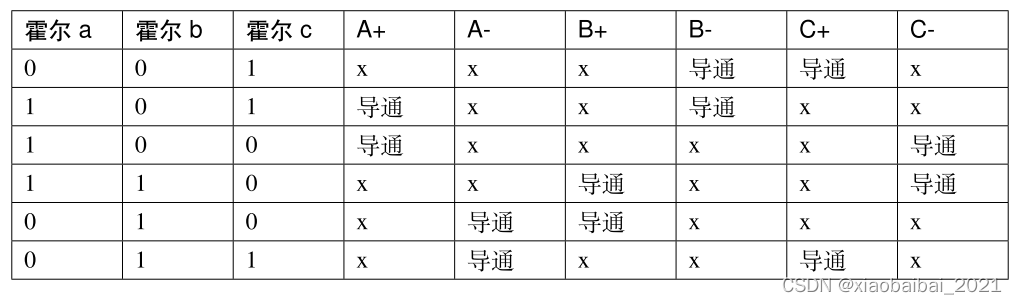 霍尔 a 霍尔 b 霍尔 c A+ A- B+ B- C+ C-
0 0 1 x x x 导通 导通 x
1 0 1 导通 x x 导通 x x
1 0 0 导通 x x x x 导通
1 1 0 x x 导通 x x 导通
0 1 0 x 导通 导通 x x x
0 1 1 x 导通 x x 导通 x
CSDN @xiaobaibai_2021